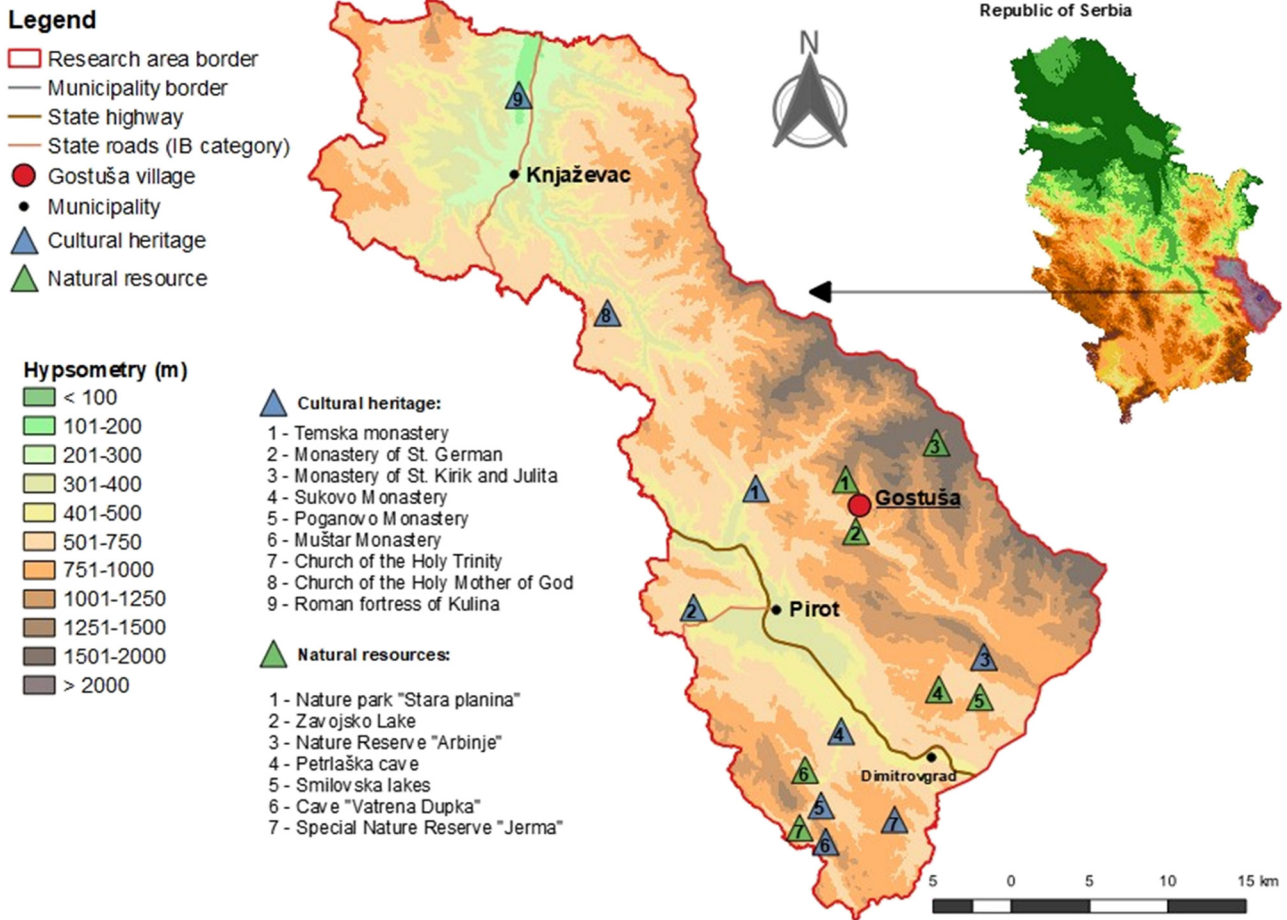 Legend
Research area border
Municipality border
State highway
State roads (IB category)
Gostuša village
Municipality
Cultural heritage
Natural resource
Hypsometry (m)
< 100
101-200
201-300
301-400
401-500
501-750
751-1000
1001-1250
1251-1500
1501-2000
> 2000
Cultural heritage:
1 - Temska monastery
2 - Monastery of St. German
3 - Monastery of St. Kirik and Julita
4 - Sukovo Monastery
5 - Poganovo Monastery
6 - Muštar Monastery
7 - Church of the Holy Trinity
8 - Church of the Holy Mother of God
9 - Roman fortress of Kulina
Natural resources:
1 - Nature park "Stara planina"
2 - Zavojsko Lake
3 - Nature Reserve "Arbinje"
4 - Petrlaška cave
5 - Smilovska lakes
6 - Cave "Vatrena Dupka"
7 - Special Nature Reserve "Jerma"
9
Knjaževac
8
3
1
1
Gostuša
2
2
Pirot
3
4
5
4
Dimitrovgrad
6
5
7
7
6
N
Republic of Serbia
5 0 5 10 15 km